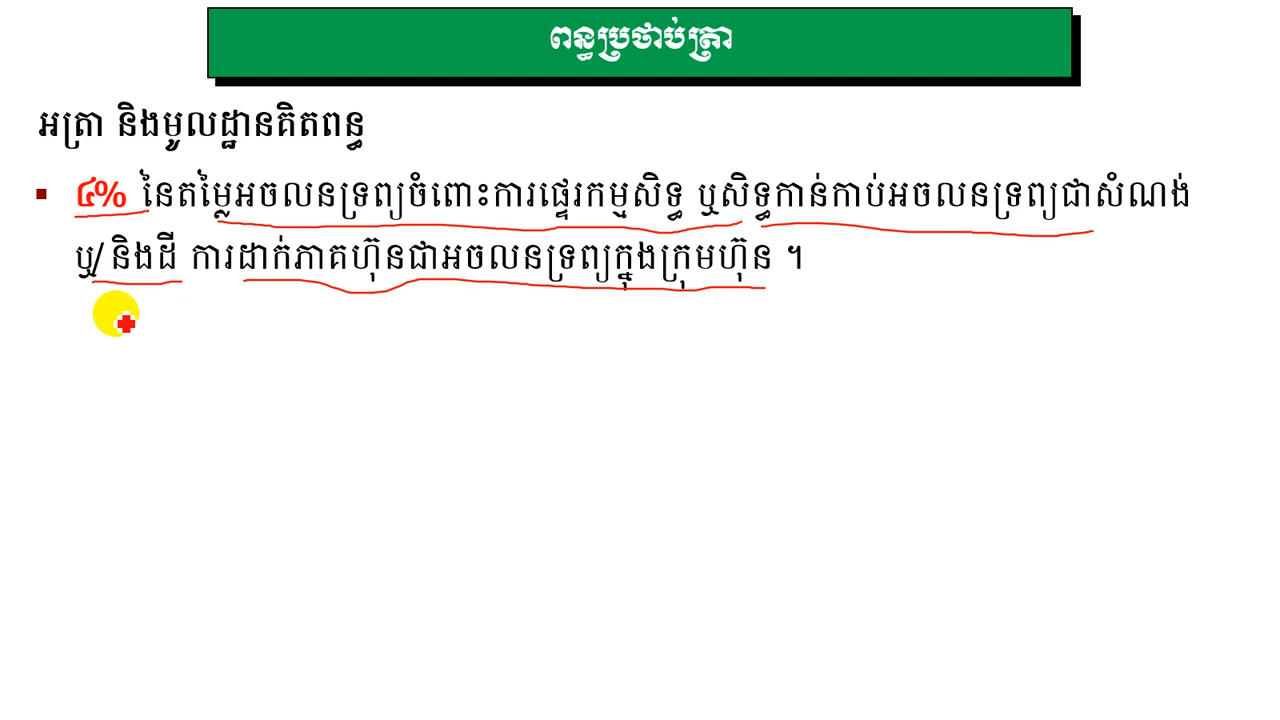 ពន្ធប្រថាប់ត្រា
អត្រា និងមូលដ្ឋានគិតពន្ធ
▪ ៤% នៃតម្លៃអចលនទ្រព្យចំពោះការផ្ទេរកម្មសិទ្ធ ឬសិទ្ធកាន់កាប់អចលនទ្រព្យជាសំណង់
ឬ/និងដី ការដាក់ភាគហ៊ុនជាអចលនទ្រព្យក្នុងក្រុមហ៊ុន ។